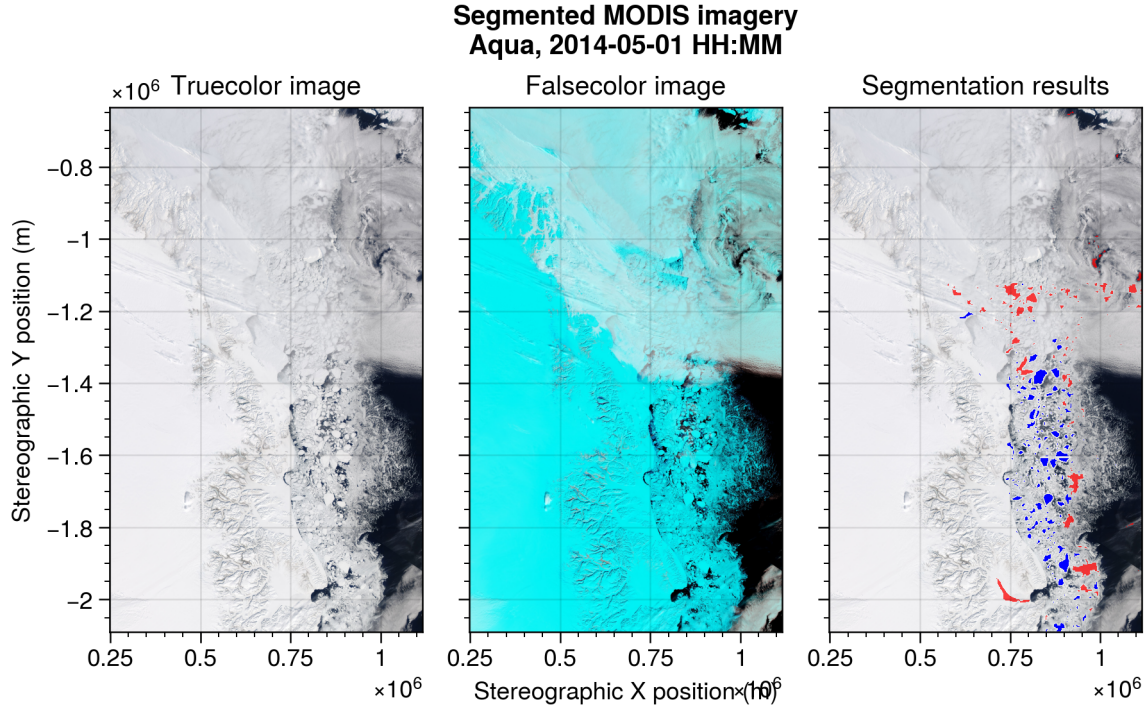 Segmented MODIS imagery
Aqua, 2014-05-01 HH:MM
×10⁶ Truecolor image
Falsecolor image
Segmentation results
Stereographic Y position (m)
−0.8
−1
−1.2
−1.4
−1.6
−1.8
−2
0.25 0.5 0.75 1
0.25 0.5 0.75 1
0.25 0.5 0.75 1
×10⁶
Stereographic X position (m)
×10⁶
×10⁶